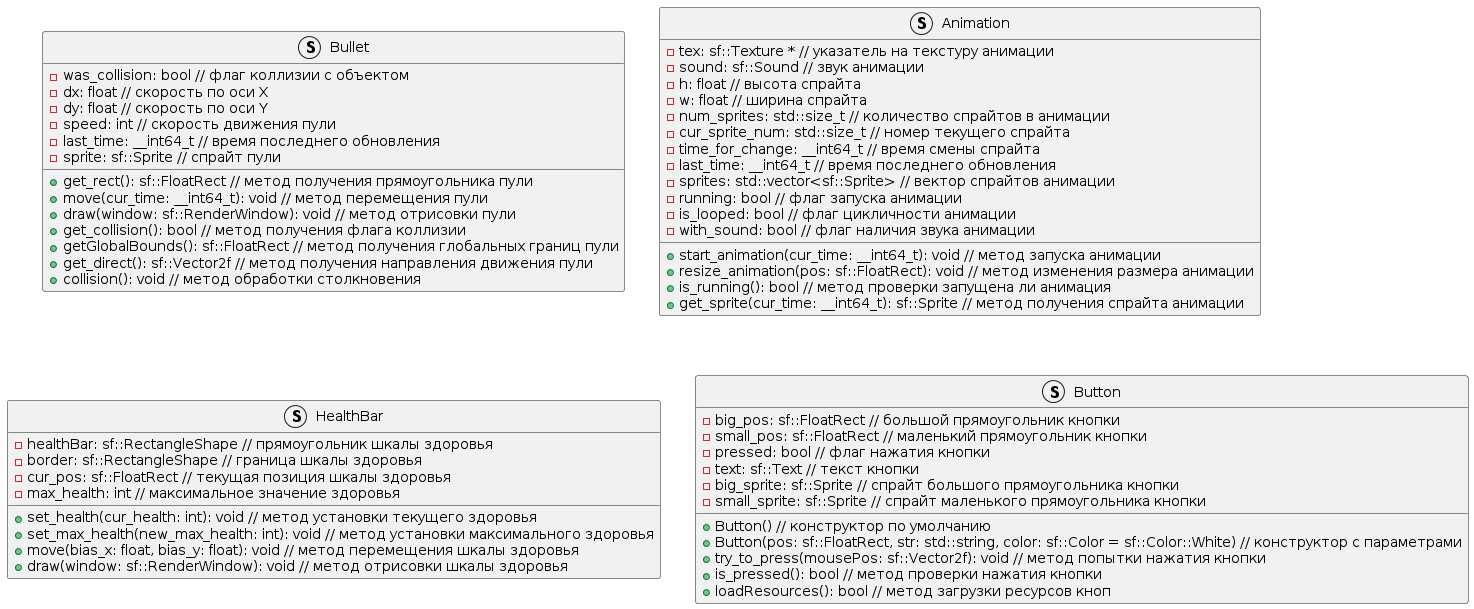 S Bullet
was_collision: bool // флаг коллизии с объектом
dx: float // скорость по оси X
dy: float // скорость по оси Y
speed: int // скорость движения пули
last_time: __int64_t // время последнего обновления
sprite: sf::Sprite // спрайт пули
get_rect(): sf::FloatRect // метод получения прямоугольника пули
move(cur_time: __int64_t): void // метод перемещения пули
draw(window: sf::RenderWindow): void // метод отрисовки пули
get_collision(): bool // метод получения флага коллизии
getGlobalBounds(): sf::FloatRect // метод получения глобальных границ пули
get_direct(): sf::Vector2f // метод получения направления движения пули
collision(): void // метод обработки столкновения
S Animation
tex: sf::Texture * // указатель на текстуру анимации
sound: sf::Sound // звук анимации
h: float // высота спрайта
w: float // ширина спрайта
num_sprites: std::size_t // количество спрайтов в анимации
cur_sprite_num: std::size_t // номер текущего спрайта
time_for_change: __int64_t // время смены спрайта
last_time: __int64_t // время последнего обновления
sprites: std::vector<sf::Sprite> // вектор спрайтов анимации
running: bool // флаг запуска анимации
is_looped: bool // флаг цикличности анимации
with_sound: bool // флаг наличия звука анимации
start_animation(cur_time: __int64_t): void // метод запуска анимации
resize_animation(pos: sf::FloatRect): void // метод изменения размера анимации
is_running(): bool // метод проверки запущена ли анимация
get_sprite(cur_time: __int64_t): sf::Sprite // метод получения спрайта анимации
S HealthBar
healthBar: sf::RectangleShape // прямоугольник шкалы здоровья
border: sf::RectangleShape // граница шкалы здоровья
cur_pos: sf::FloatRect // текущая позиция шкалы здоровья
max_health: int // максимальное значение здоровья
set_health(cur_health: int): void // метод установки текущего здоровья
set_max_health(new_max_health: int): void // метод установки максимального здоровья
move(bias_x: float, bias_y: float): void // метод перемещения шкалы здоровья
draw(window: sf::RenderWindow): void // метод отрисовки шкалы здоровья
S Button
big_pos: sf::FloatRect // большой прямоугольник кнопки
small_pos: sf::FloatRect // маленький прямоугольник кнопки
pressed: bool // флаг нажатия кнопки
text: sf::Text // текст кнопки
big_sprite: sf::Sprite // спрайт большого прямоугольника кнопки
small_sprite: sf::Sprite // спрайт маленького прямоугольника кнопки
Button() // конструктор по умолчанию
Button(pos: sf::FloatRect, str: std::string, color: sf::Color = sf::Color::White) // конструктор с параметрами
try_to_press(mousePos: sf::Vector2f): void // метод попытки нажатия кнопки
is_pressed(): bool // метод проверки нажатия кнопки
loadResources(): bool // метод загрузки ресурсов кноп